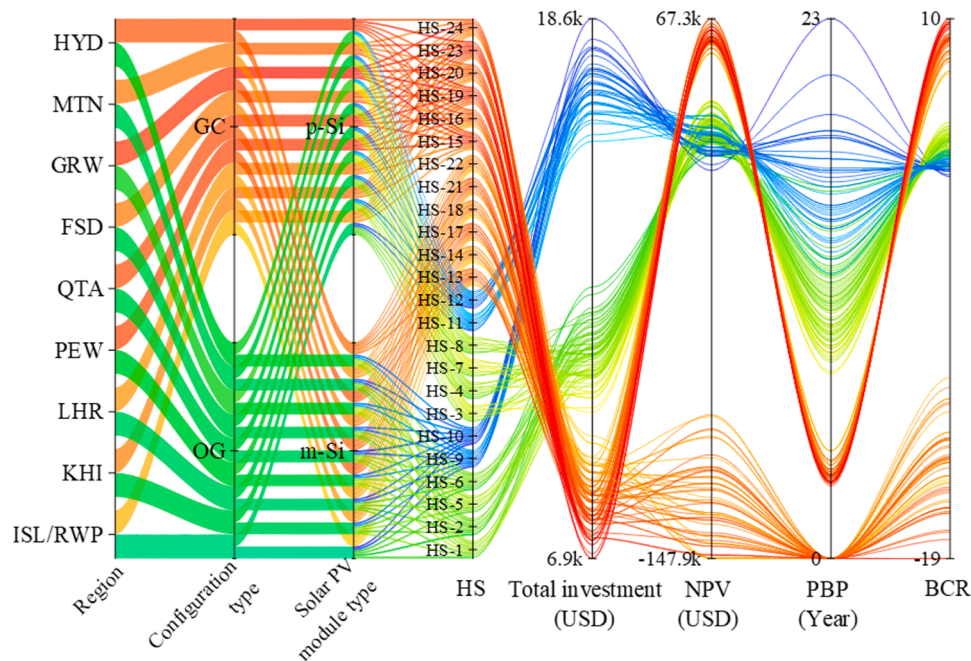 18.6k
67.3k
23
10
HYD
MTN
GRW
FSD
QTA
PEW
LHR
KHI
ISL/RWP
GC
OG
p-Si
m-Si
HS-24
HS-23
HS-20
HS-19
HS-16
HS-15
HS-22
HS-21
HS-18
HS-17
HS-14
HS-13
HS-12
HS-11
HS-8
HS-7
HS-4
HS-3
HS-10
HS-9
HS-6
HS-5
HS-2
HS-1
6.9k
-147.9k
0
-19
Region
Configuration
type
Solar PV
module type
HS
Total investment
(USD)
NPV
(USD)
PBP
(Year)
BCR